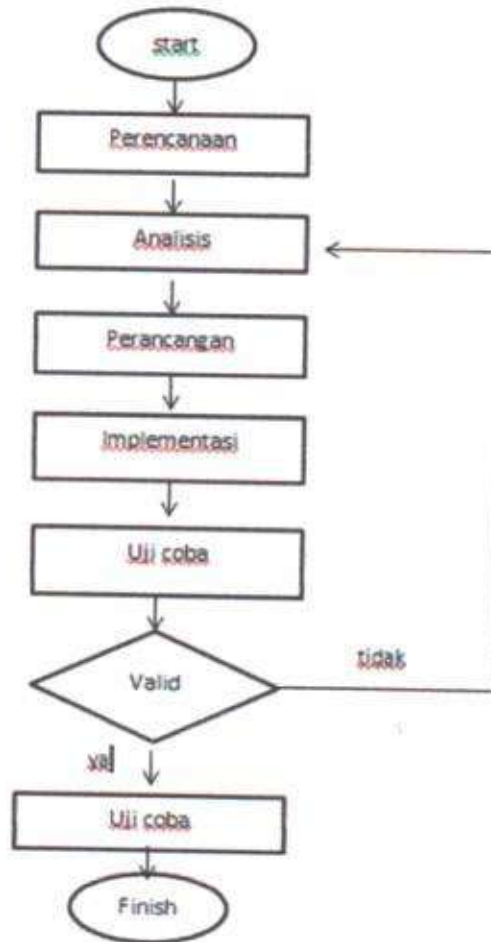 start
Perencanaan
Analisis
Perancangan
Implementasi
Uji coba
Valid
tidak
ya
Uji coba
Finish